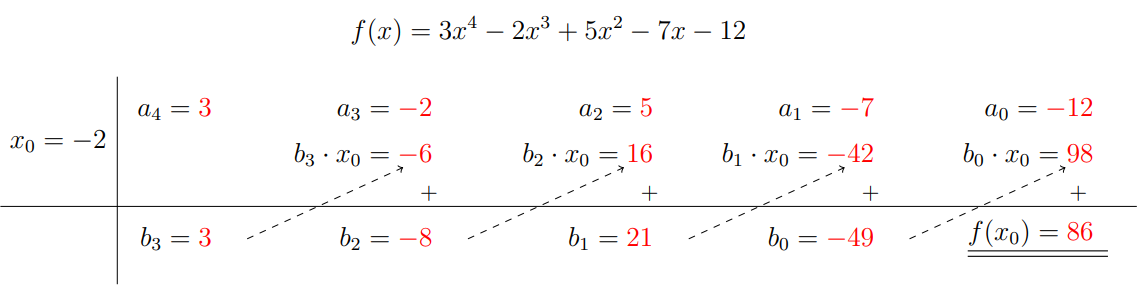 f(x) = 3x⁴ − 2x³ + 5x² − 7x − 12
a₄ = 3 a₃ = −2 a₂ = 5 a₁ = −7 a₀ = −12
x₀ = −2
b₃ · x₀ = −6 b₂ · x₀ = 16 b₁ · x₀ = −42 b₀ · x₀ = 98
+ + + +
b₃ = 3 b₂ = −8 b₁ = 21 b₀ = −49 f(x₀) = 86